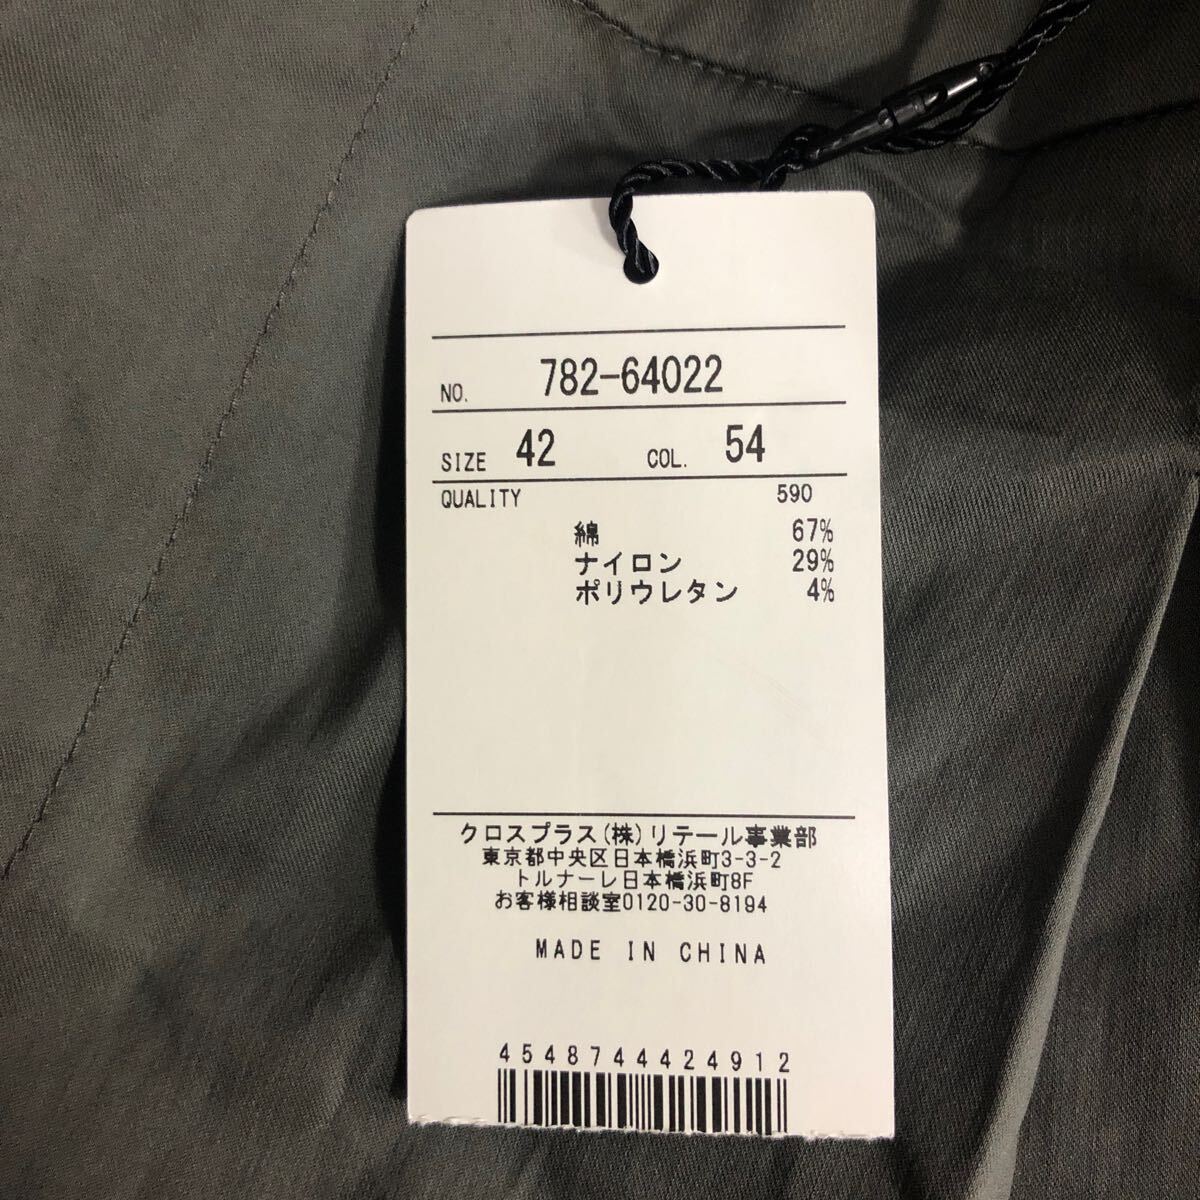 NO. 782-64022
SIZE 42 COL. 54
QUALITY 590
綿 67%
ナイロン 29%
ポリウレタン 4%
クロスプラス(株)リテール事業部
東京都中央区日本橋浜町3-3-2
トルナーレ日本橋浜町8F
お客様相談室0120-30-8194
MADE IN CHINA
4548744424912